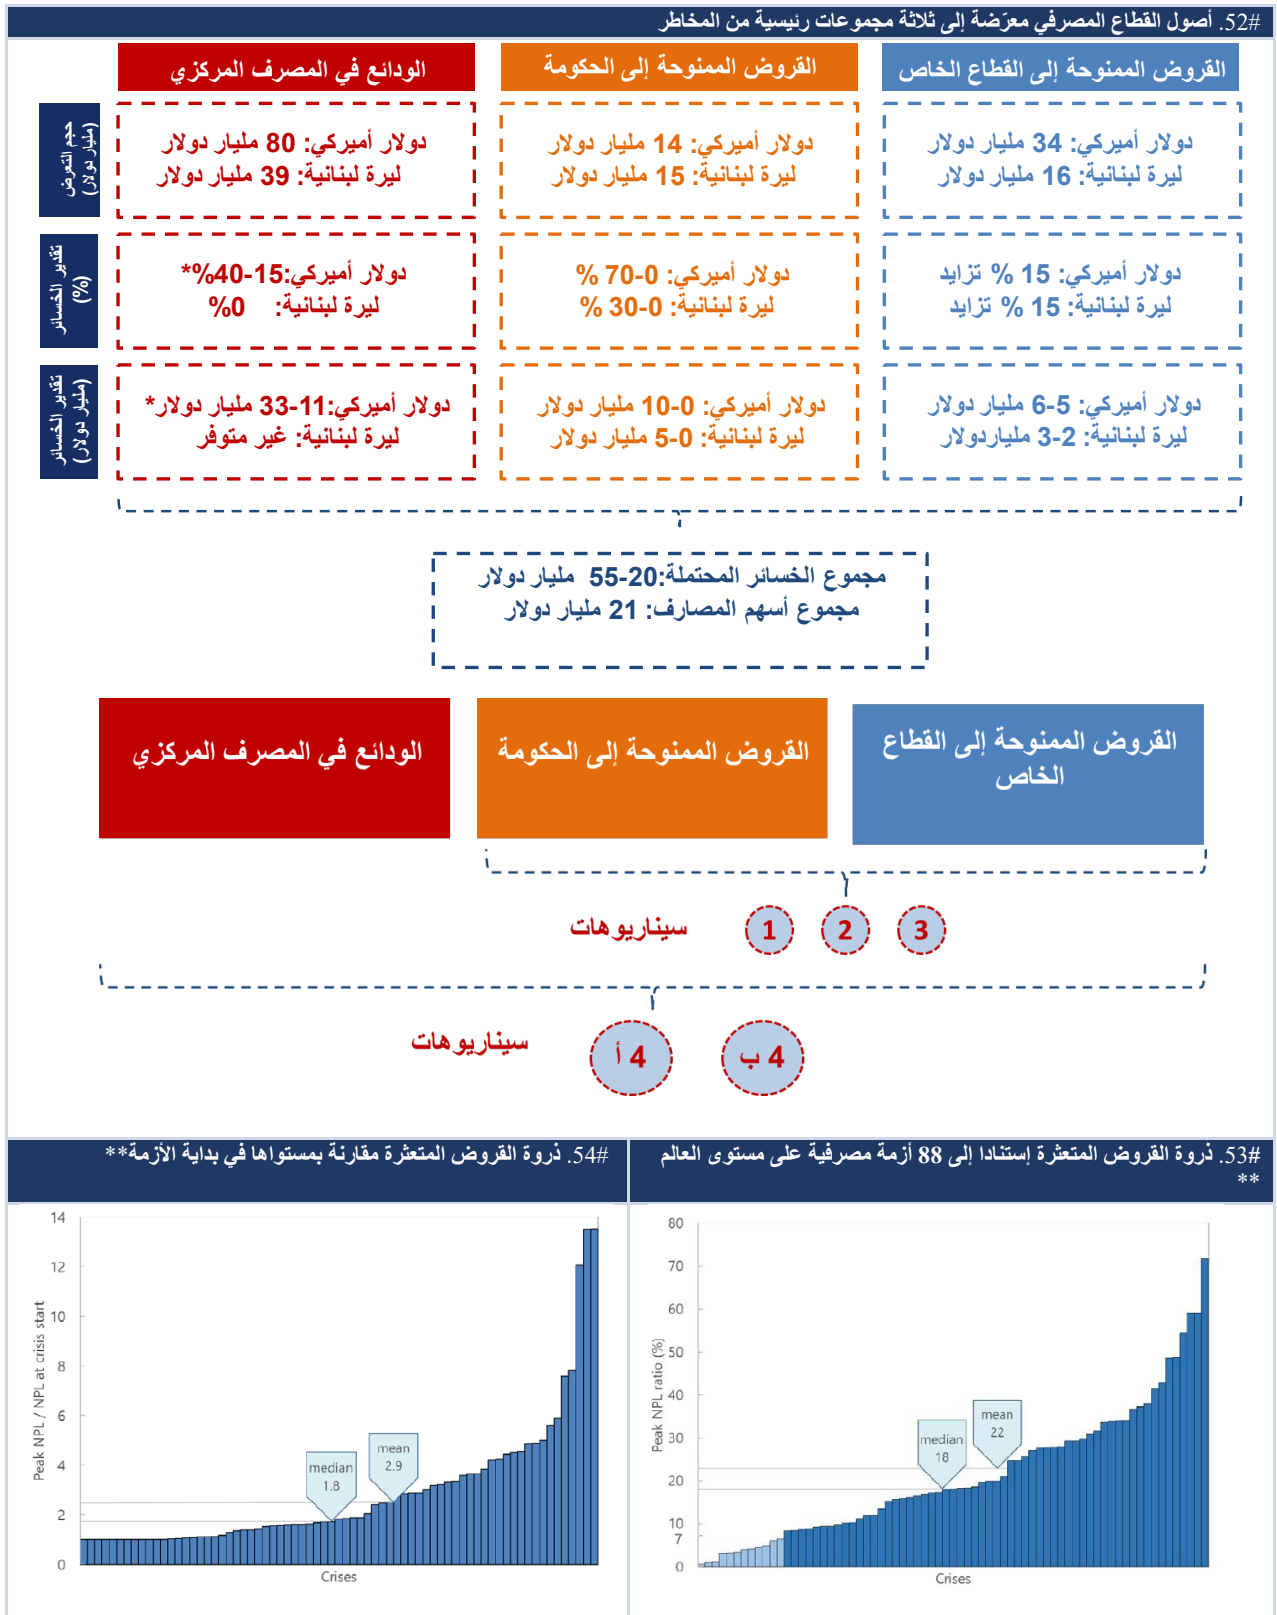 #52. أصول القطاع المصرفي معرّضة إلى ثلاثة مجموعات رئيسية من المخاطر
القروض الممنوحة إلى القطاع الخاص
القروض الممنوحة إلى الحكومة
الودائع في المصرف المركزي
حجم التعرض
(مليار دولار)
دولار أميركي: 34 مليار دولار
ليرة لبنانية: 16 مليار دولار
دولار أميركي: 14 مليار دولار
ليرة لبنانية: 15 مليار دولار
دولار أميركي: 80 مليار دولار
ليرة لبنانية: 39 مليار دولار
تقدير الخسائر
(%)
دولار أميركي: 15 % تزايد
ليرة لبنانية: 15 % تزايد
دولار أميركي: 0-70 %
ليرة لبنانية: 0-30 %
دولار أميركي:15-40%*
ليرة لبنانية: 0%
تقدير الخسائر
(مليار دولار)
دولار أميركي: 5-6 مليار دولار
ليرة لبنانية: 2-3 ملياردولار
دولار أميركي: 0-10 مليار دولار
ليرة لبنانية: 0-5 مليار دولار
دولار أميركي:11-33 مليار دولار*
ليرة لبنانية: غير متوفر
مجموع الخسائر المحتملة:20-55 مليار دولار
مجموع أسهم المصارف: 21 مليار دولار
القروض الممنوحة إلى القطاع
الخاص
القروض الممنوحة إلى الحكومة
الودائع في المصرف المركزي
سيناريوهات 1 2 3
سيناريوهات 4 أ 4 ب
#53. ذروة القروض المتعثرة إستنادا إلى 88 أزمة مصرفية على مستوى العالم
**
80
70
60
50
40
30
20
10
7
0
Peak NPL ratio (%)
median
18
mean
22
Crises
#54. ذروة القروض المتعثرة مقارنة بمستواها في بداية الأزمة**
14
12
10
8
6
4
2
0
Peak NPL / NPL at crisis start
median
1.8
mean
2.9
Crises